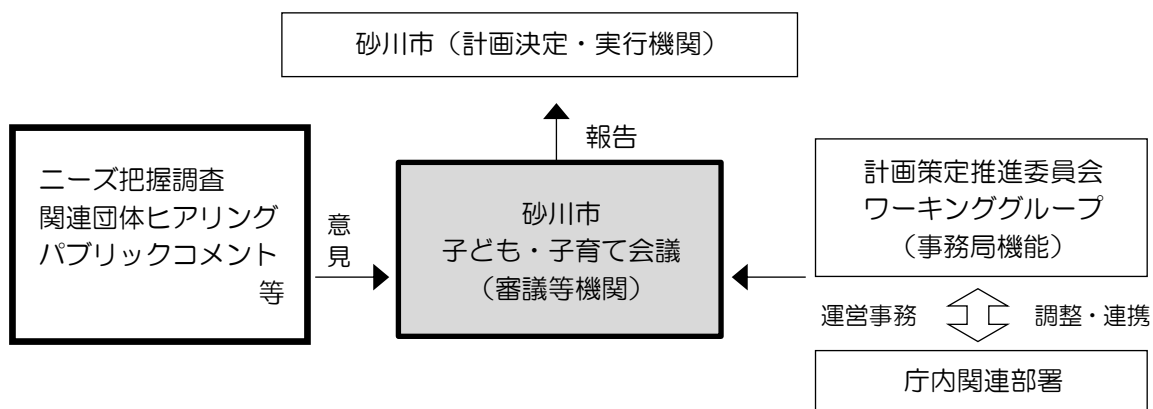 砂川市（計画決定・実行機関）
報告
ニーズ把握調査
関連団体ヒアリング
パブリックコメント
等
意見
砂川市
子ども・子育て会議
（審議等機関）
計画策定推進委員会
ワーキンググループ
（事務局機能）
運営事務
調整・連携
庁内関連部署